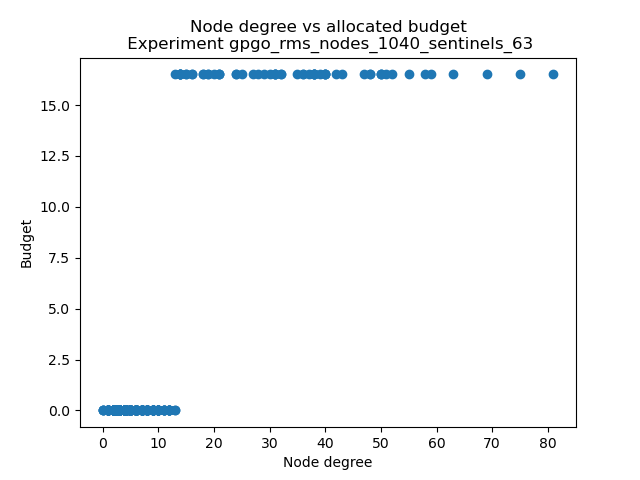 Node degree vs allocated budget
Experiment gpgo_rms_nodes_1040_sentinels_63
15.0
12.5
10.0
7.5
5.0
2.5
0.0
Budget
0 10 20 30 40 50 60 70 80
Node degree